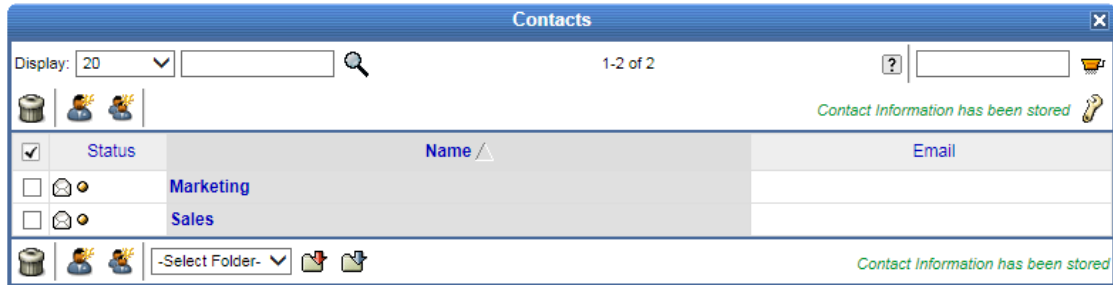 Contacts
Display: 20 1-2 of 2 ?
Contact Information has been stored
Status Name Email
Marketing
Sales
-Select Folder- Contact Information has been stored